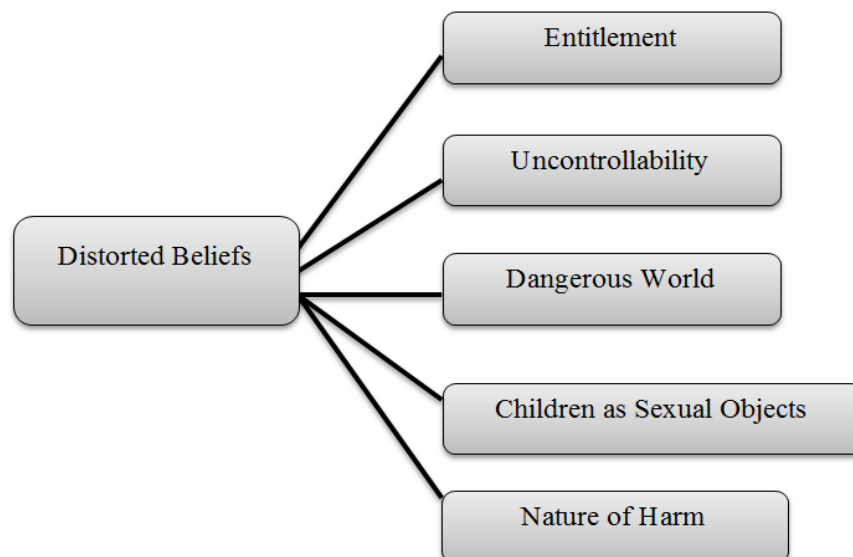 Entitlement
Uncontrollability
Distorted Beliefs
Dangerous World
Children as Sexual Objects
Nature of Harm